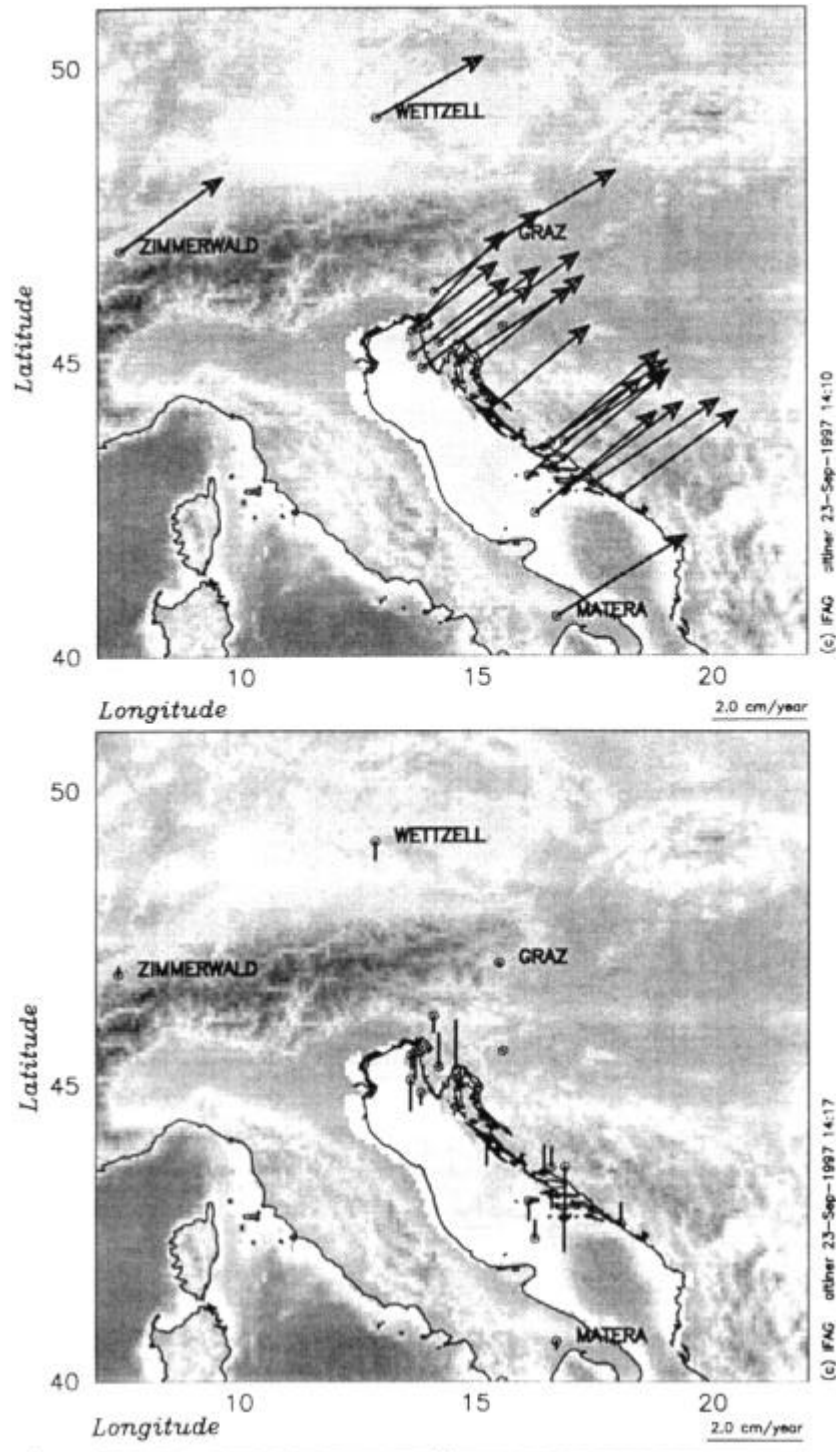 50
WETTZELL
ZIMMERWALD
GRAZ
45
Latitude
MATERA
40
10 15 20
Longitude
2.0 cm/year
(c) IFAG 23-Sep-1997 14:10
50
WETTZELL
ZIMMERWALD
GRAZ
45
Latitude
MATERA
40
10 15 20
Longitude
2.0 cm/year
(c) IFAG 23-Sep-1997 14:17